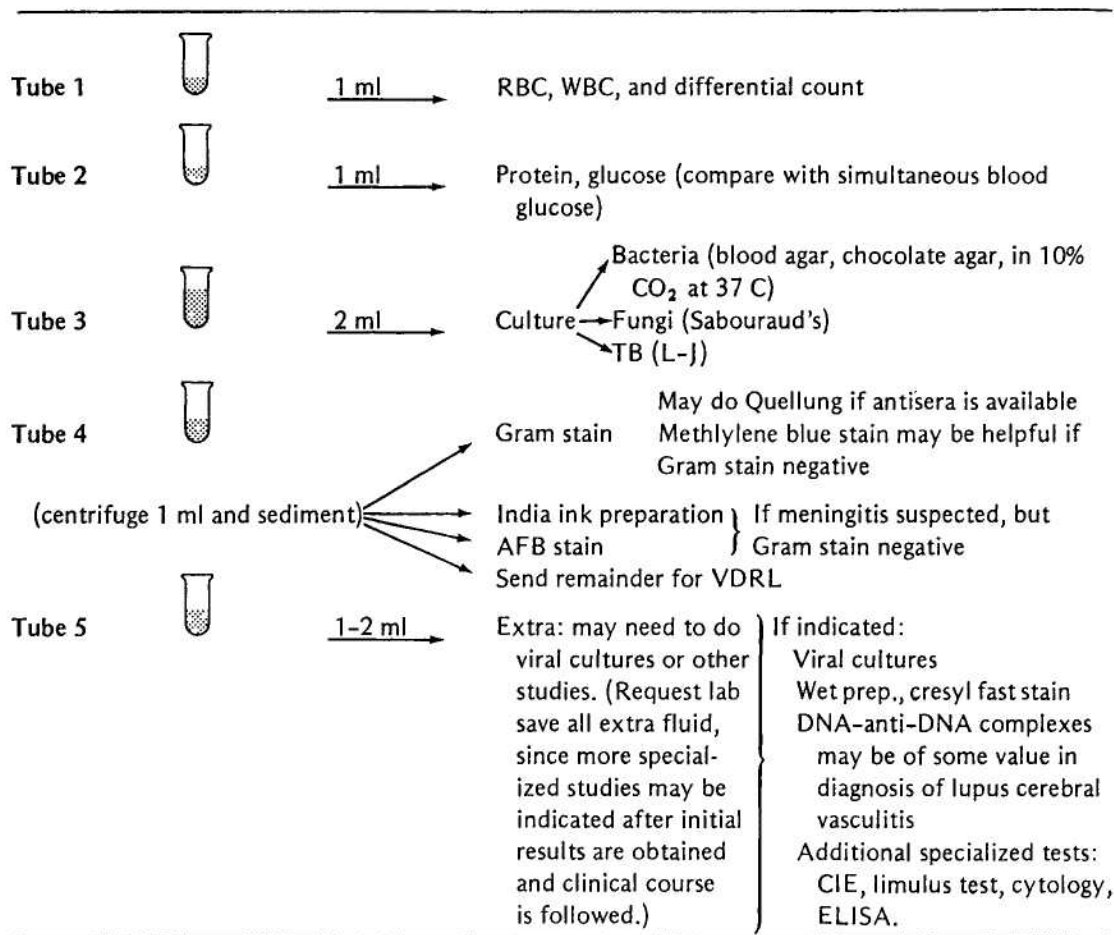 Tube 1 1 ml RBC, WBC, and differential count
Tube 2 1 ml Protein, glucose (compare with simultaneous blood
glucose)
Bacteria (blood agar, chocolate agar, in 10%
CO₂ at 37 C)
Tube 3 2 ml Culture Fungi (Sabouraud's)
TB (L-J)
May do Quellung if antisera is available
Tube 4 Gram stain Methlylene blue stain may be helpful if
Gram stain negative
(centrifuge 1 ml and sediment) India ink preparation } If meningitis suspected, but
AFB stain Gram stain negative
Send remainder for VDRL
Tube 5 1-2 ml Extra: may need to do
viral cultures or other
studies. (Request lab
save all extra fluid,
since more special-
ized studies may be
indicated after initial
results are obtained
and clinical course
is followed.)
If indicated:
Viral cultures
Wet prep., cresyl fast stain
DNA-anti-DNA complexes
may be of some value in
diagnosis of lupus cerebral
vasculitis
Additional specialized tests:
CIE, limulus test, cytology,
ELISA.